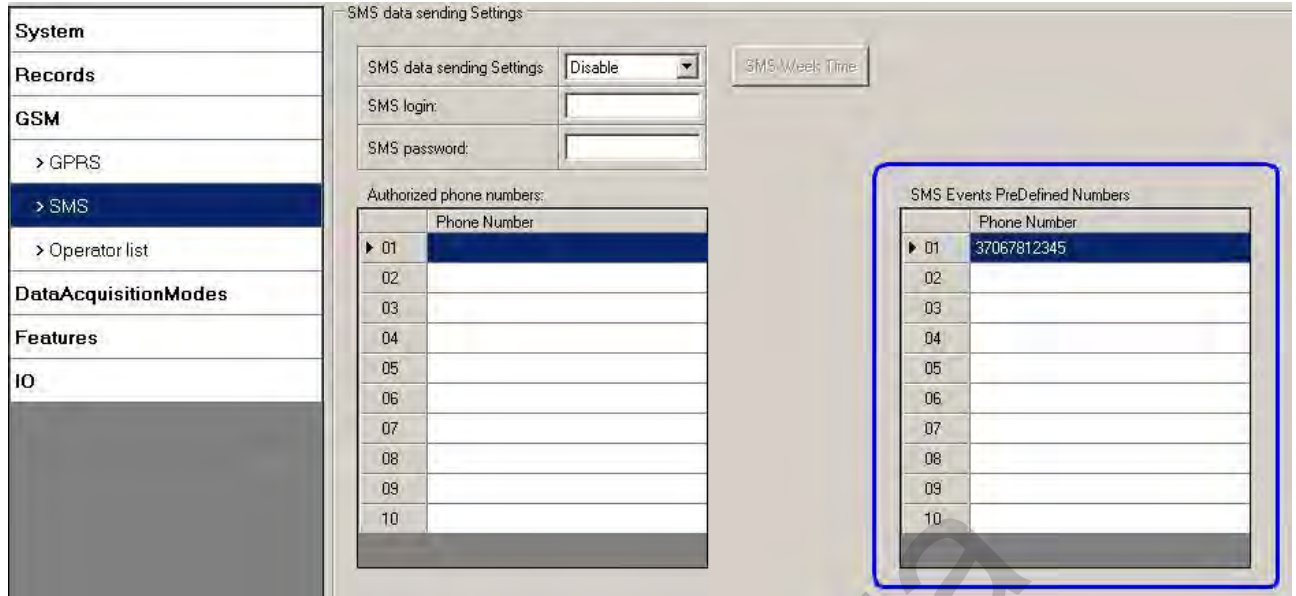 System
Records
GSM
> GPRS
> SMS
> Operator list
DataAcquisitionModes
Features
IO
SMS data sending Settings
SMS data sending Settings Disable
SMS Week Time
SMS login:
SMS password:
Authorized phone numbers:
Phone Number
01
02
03
04
05
06
07
08
09
10
SMS Events PreDefined Numbers
Phone Number
01 37067812345
02
03
04
05
06
07
08
09
10